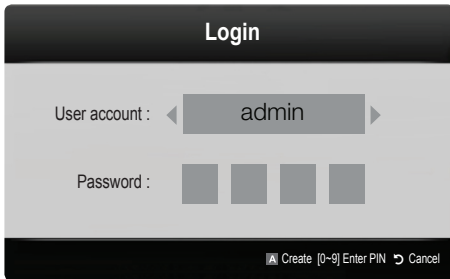 Login
User account :
admin
Password :
A Create [0~9] Enter PIN Cancel